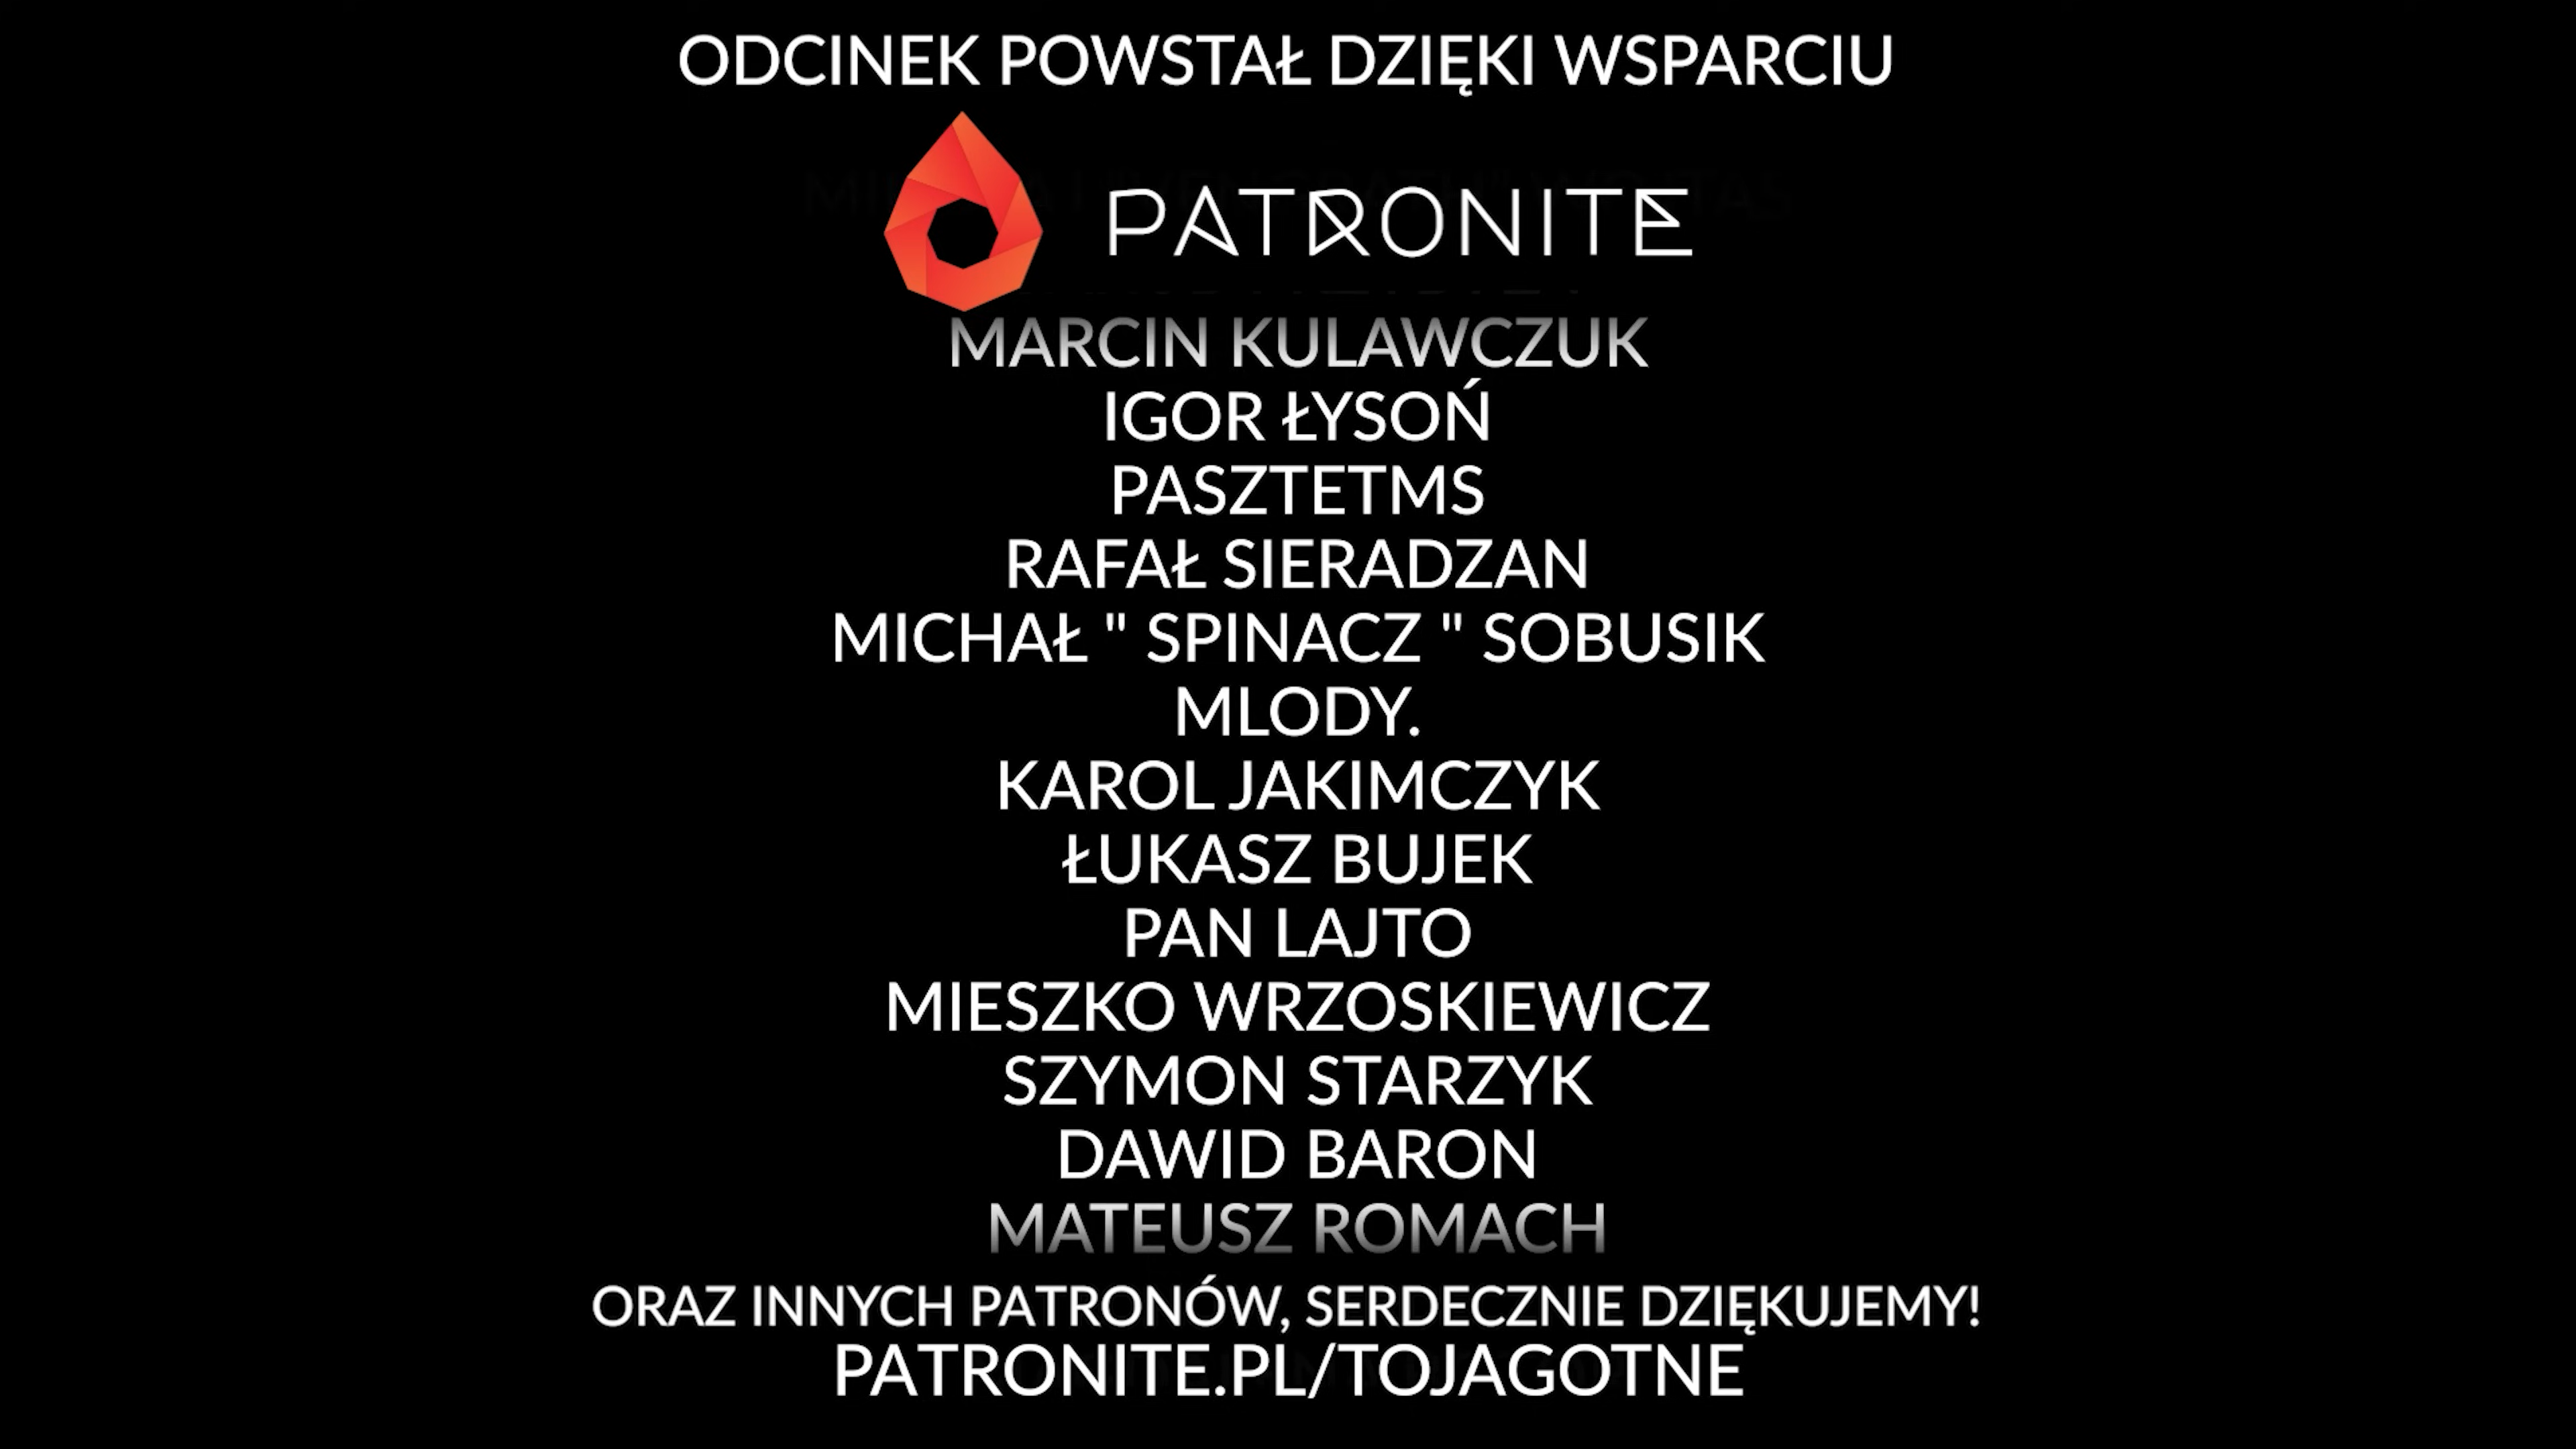 ODCINEK POWSTAŁ DZIĘKI WSPARCIU
PATRONITE
MARCIN KULAWCZUK
IGOR ŁYSOŃ
PASZTETMS
RAFAŁ SIERADZAN
MICHAŁ " SPINACZ " SOBUSIK
MLODY.
KAROL JAKIMCZYK
ŁUKASZ BUJEK
PAN LAJTO
MIESZKO WRZOSKIEWICZ
SZYMON STARZYK
DAWID BARON
MATEUSZ ROMACH
ORAZ INNYCH PATRONÓW, SERDECZNIE DZIĘKUJEMY!
PATRONITE.PL/TOJAGOTNE